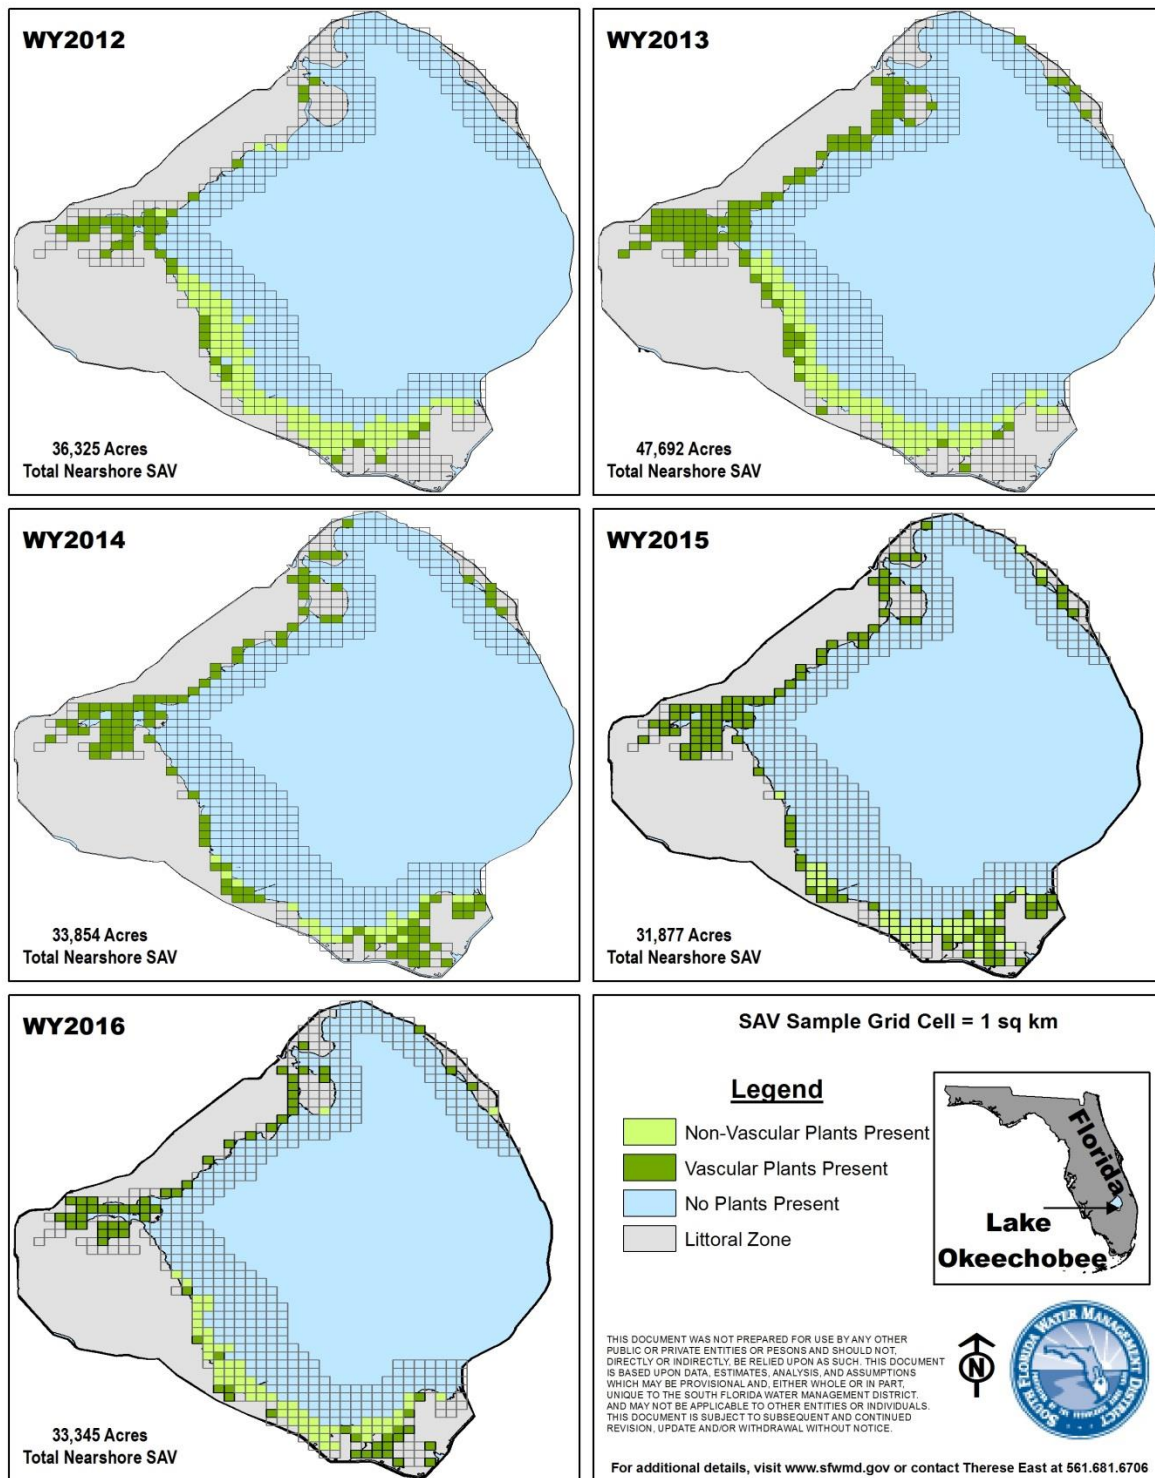 WY2012
36,325 Acres
Total Nearshore SAV
WY2013
47,692 Acres
Total Nearshore SAV
WY2014
33,854 Acres
Total Nearshore SAV
WY2015
31,877 Acres
Total Nearshore SAV
WY2016
33,345 Acres
Total Nearshore SAV
SAV Sample Grid Cell = 1 sq km
Legend
Non-Vascular Plants Present
Vascular Plants Present
No Plants Present
Littoral Zone
Florida
Lake
Okeechobee
THIS DOCUMENT WAS NOT PREPARED FOR USE BY ANY OTHER
PUBLIC OR PRIVATE ENTITIES OR PESONS AND SHOULD NOT,
DIRECTLY OR INDIRECTLY, BE RELIED UPON AS SUCH. THIS DOCUMENT
IS BASED UPON DATA, ESTIMATES, ANALYSIS, AND ASSUMPTIONS
WHICH MAY BE PROVISIONAL AND, EITHER WHOLE OR IN PART,
UNIQUE TO THE SOUTH FLORIDA WATER MANAGEMENT DISTRICT.
AND MAY NOT BE APPLICABLE TO OTHER ENTITIES OR INDIVIDUALS.
THIS DOCUMENT IS SUBJECT TO SUBSEQUENT AND CONTINUED
REVISION, UPDATE AND/OR WITHDRAWAL WITHOUT NOTICE.
N
SOUTH FLORIDA WATER MANAGEMENT DISTRICT
For additional details, visit www.sfwmd.gov or contact Therese East at 561.681.6706